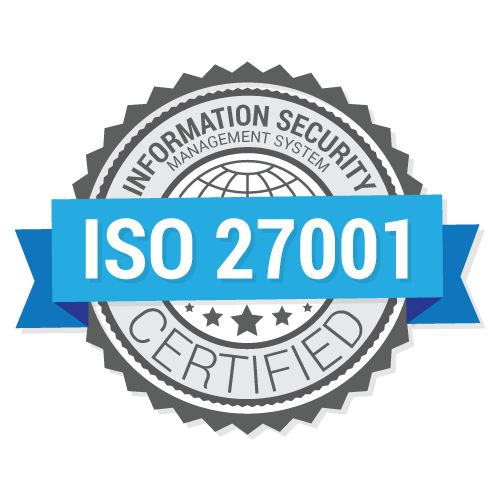 INFORMATION SECURITY
MANAGEMENT SYSTEM
ISO 27001
CERTIFIED